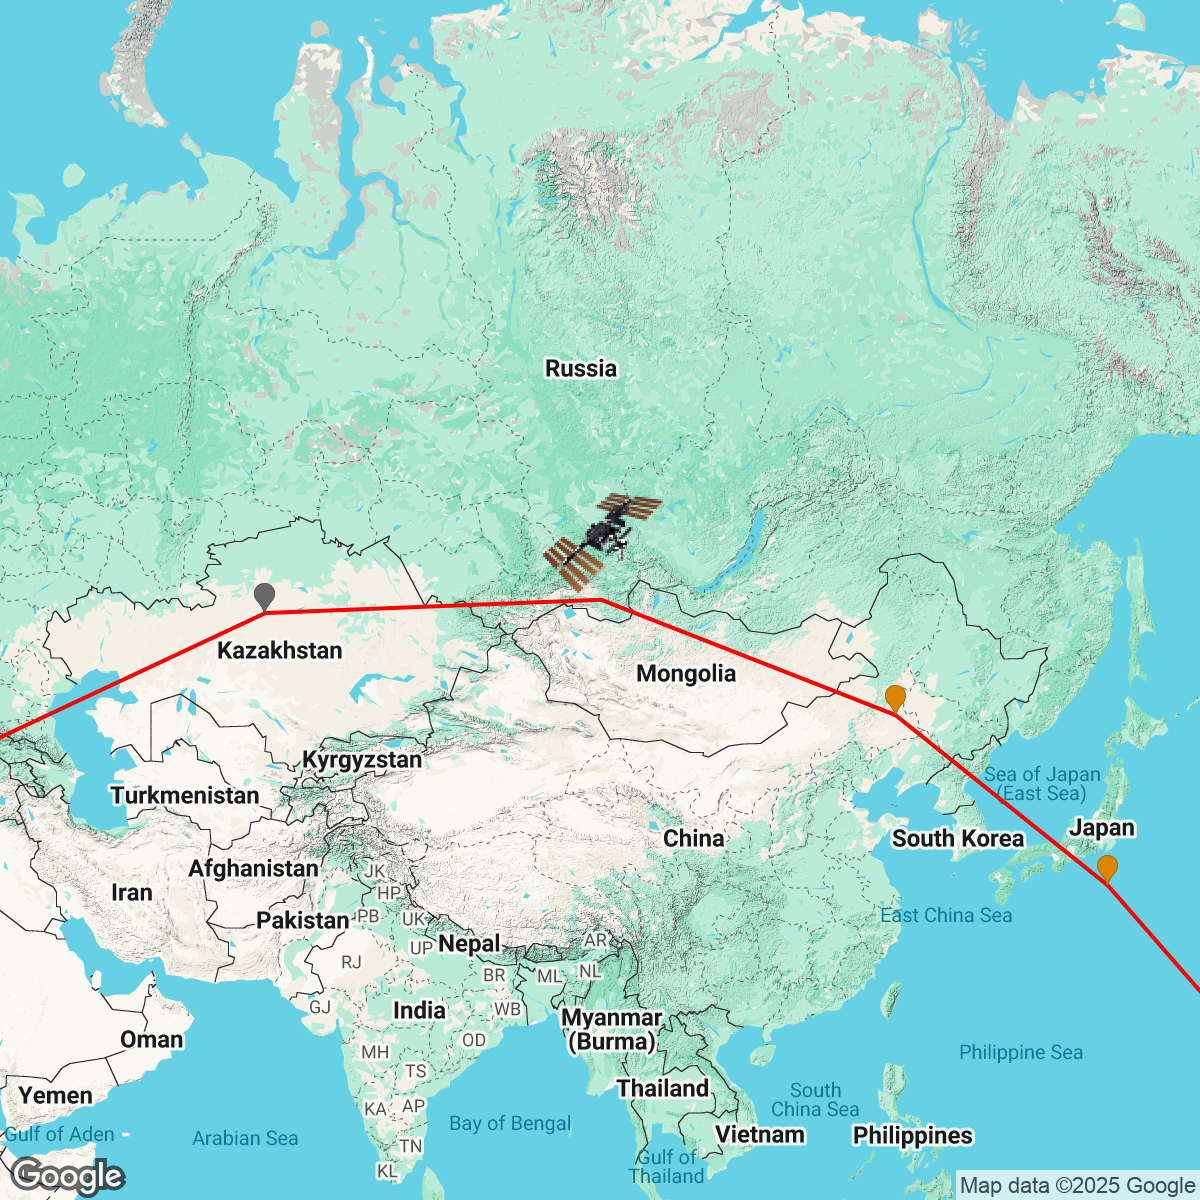 Russia
Kazakhstan
Mongolia
Kyrgyzstan
Turkmenistan
Sea of Japan
(East Sea)
China
South Korea
Japan
Afghanistan
JK
Iran
HP
Pakistan
PB
UK
East China Sea
UP
Nepal
AR
RJ
BR
ML
NL
GJ
India
WB
Myanmar
(Burma)
Oman
OD
MH
Philippine Sea
TS
Thailand
Yemen
South
China Sea
KA
AP
Bay of Bengal
Gulf of Aden
Arabian Sea
TN
Vietnam
Philippines
KL
Gulf of
Thailand
Google
Map data ©2025 Google